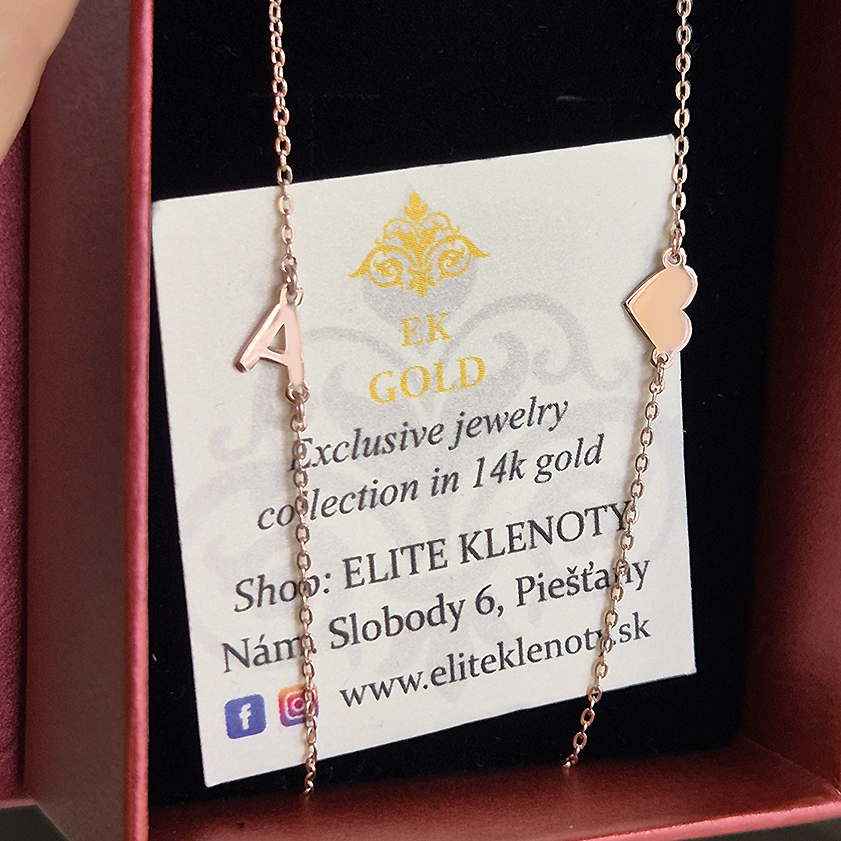 A
EK
GOLD
Exclusive jewelry
collection in 14k gold
Shop: ELITE KLENOTY
Nám. Slobody 6, Piešťany
www.eliteklenoty.sk